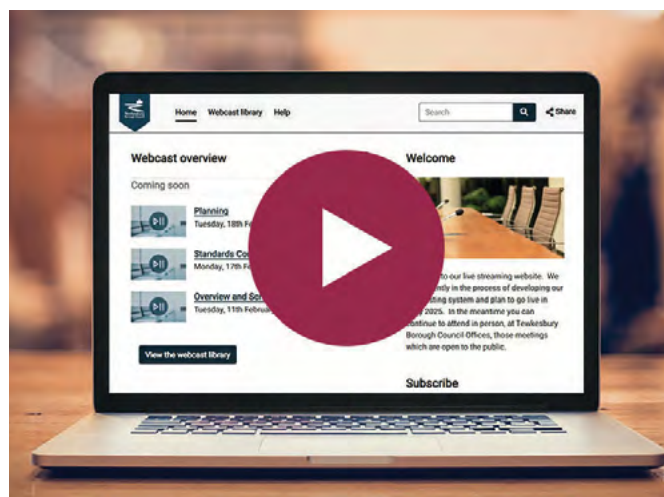 Home Webcast library Help
Search
Share
Webcast overview
Coming soon
Planning
Tuesday, 18th Fe
Standards Co
Monday, 17th Fe
Overview and Scr
Tuesday, 11th February
View the webcast library
Welcome
to our live streaming website. We
ently in the process of developing our
sting system and plan to go live in
2025. In the meantime you can
continue to attend in person, at Tewkesbury
Borough Council Offices, those meetings
which are open to the public.
Subscribe